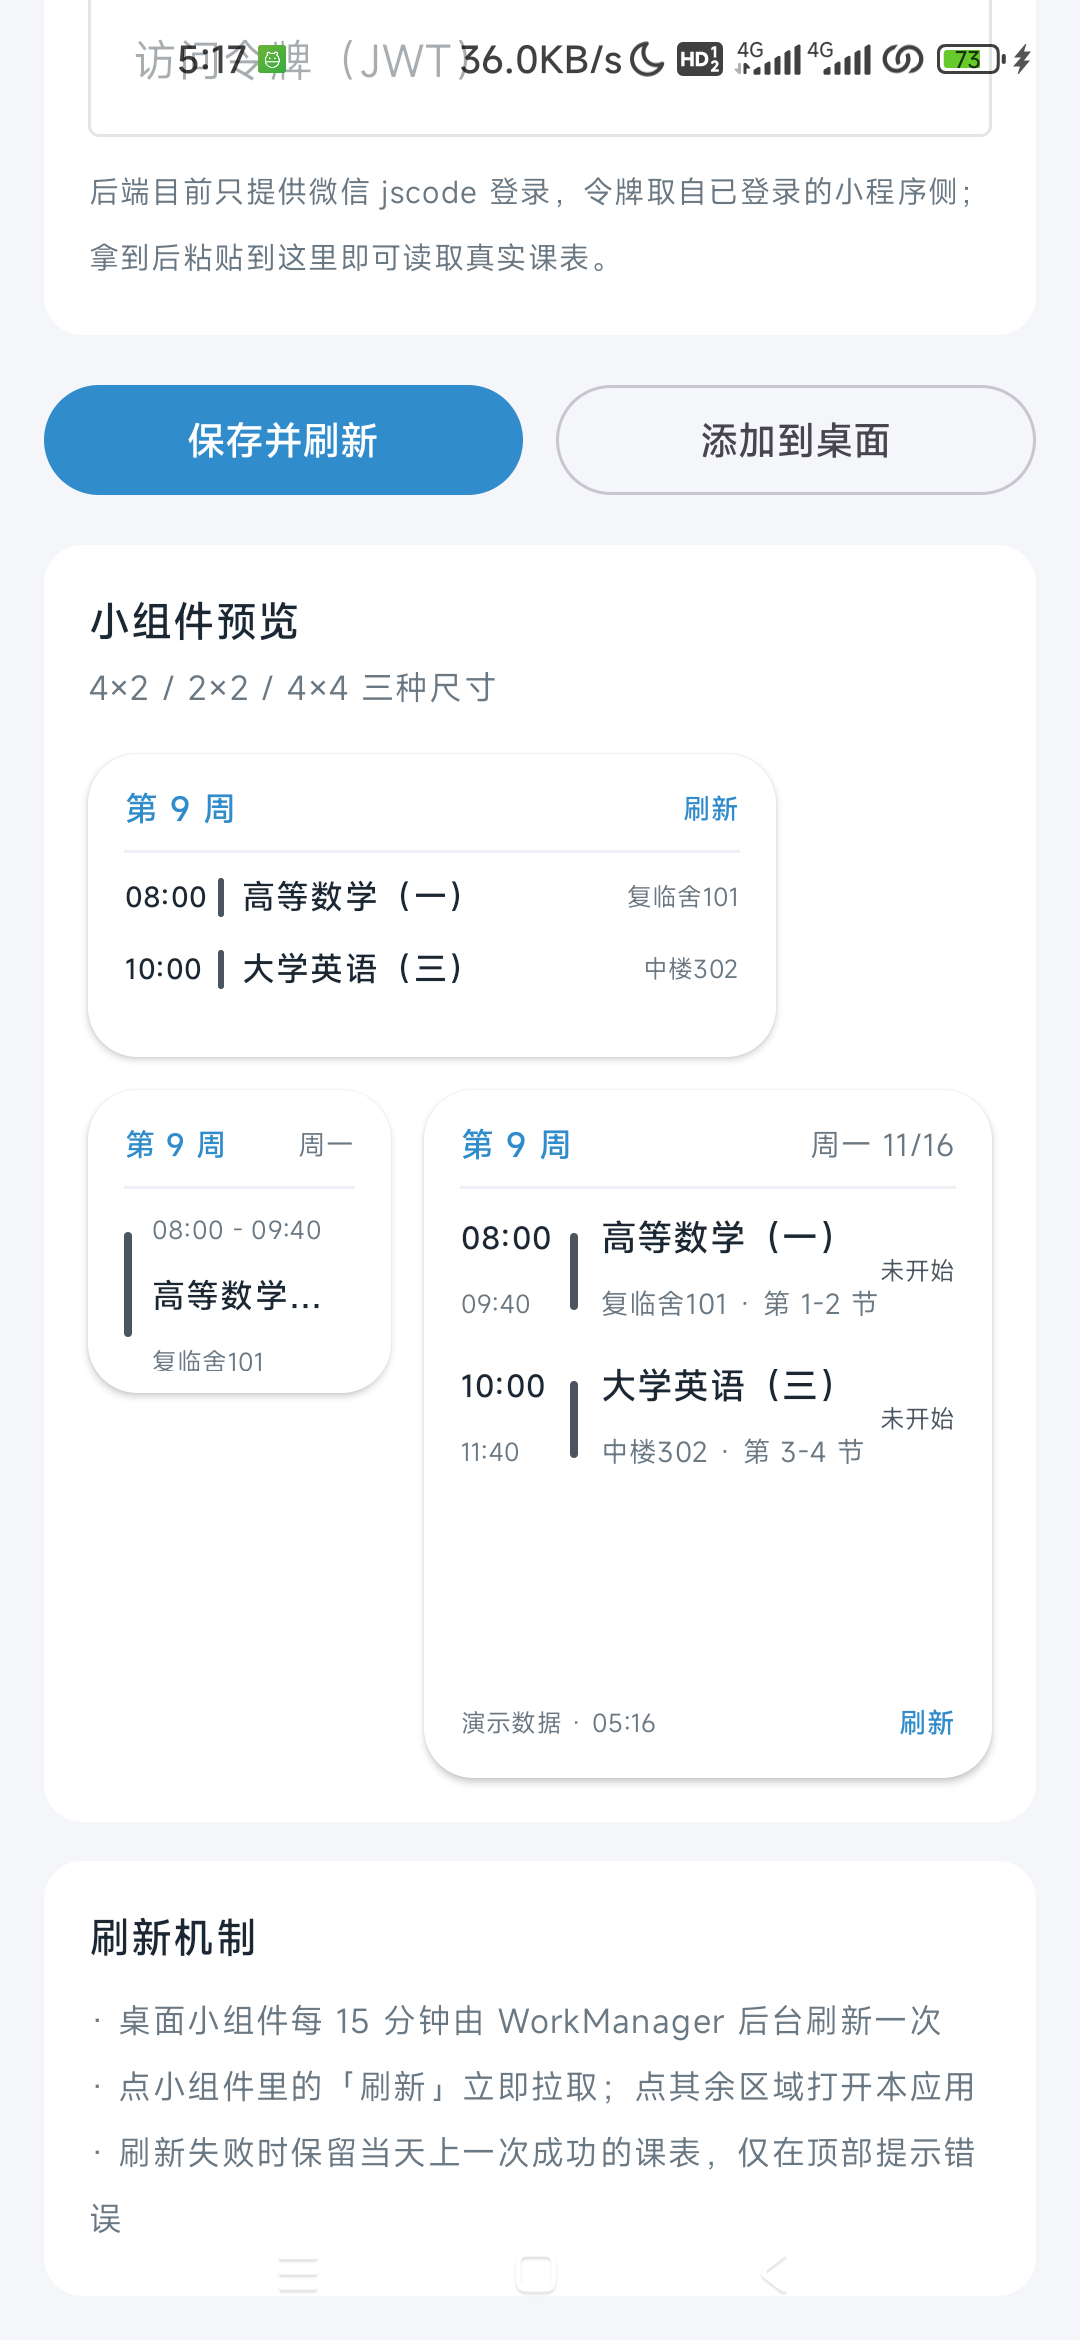 访问令牌（JWT）
5:17
36.0KB/s
HD 1 2
4G
4G
73
后端目前只提供微信 jscode 登录，令牌取自已登录的小程序侧；
拿到后粘贴到这里即可读取真实课表。
保存并刷新
添加到桌面
小组件预览
4×2 / 2×2 / 4×4 三种尺寸
第 9 周
刷新
08:00 高等数学（一） 复临舍101
10:00 大学英语（三） 中楼302
第 9 周 周一
08:00 - 09:40
高等数学...
复临舍101
第 9 周 周一 11/16
08:00 高等数学（一）
未开始
09:40 复临舍101 · 第 1-2 节
10:00 大学英语（三）
未开始
11:40 中楼302 · 第 3-4 节
演示数据 · 05:16
刷新
刷新机制
· 桌面小组件每 15 分钟由 WorkManager 后台刷新一次
· 点小组件里的「刷新」立即拉取；点其余区域打开本应用
· 刷新失败时保留当天上一次成功的课表，仅在顶部提示错
误